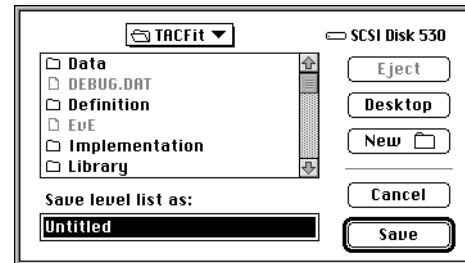 TACFit
SCSI Disk 530
Data
DEBUG.DAT
Definition
EvE
Implementation
Library
Eject
Desktop
New
Save level list as:
Untitled
Cancel
Save